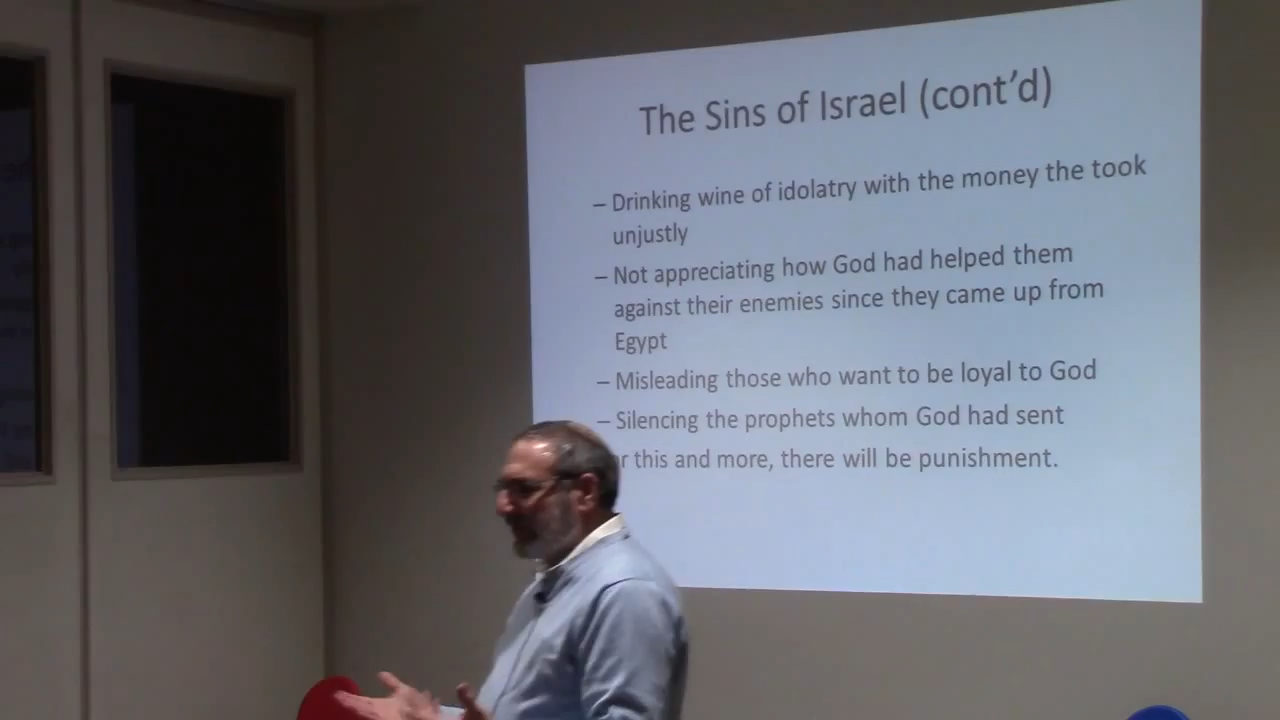 The Sins of Israel (cont'd)
– Drinking wine of idolatry with the money the took
unjustly
– Not appreciating how God had helped them
against their enemies since they came up from
Egypt
– Misleading those who want to be loyal to God
– Silencing the prophets whom God had sent
this and more, there will be punishment.